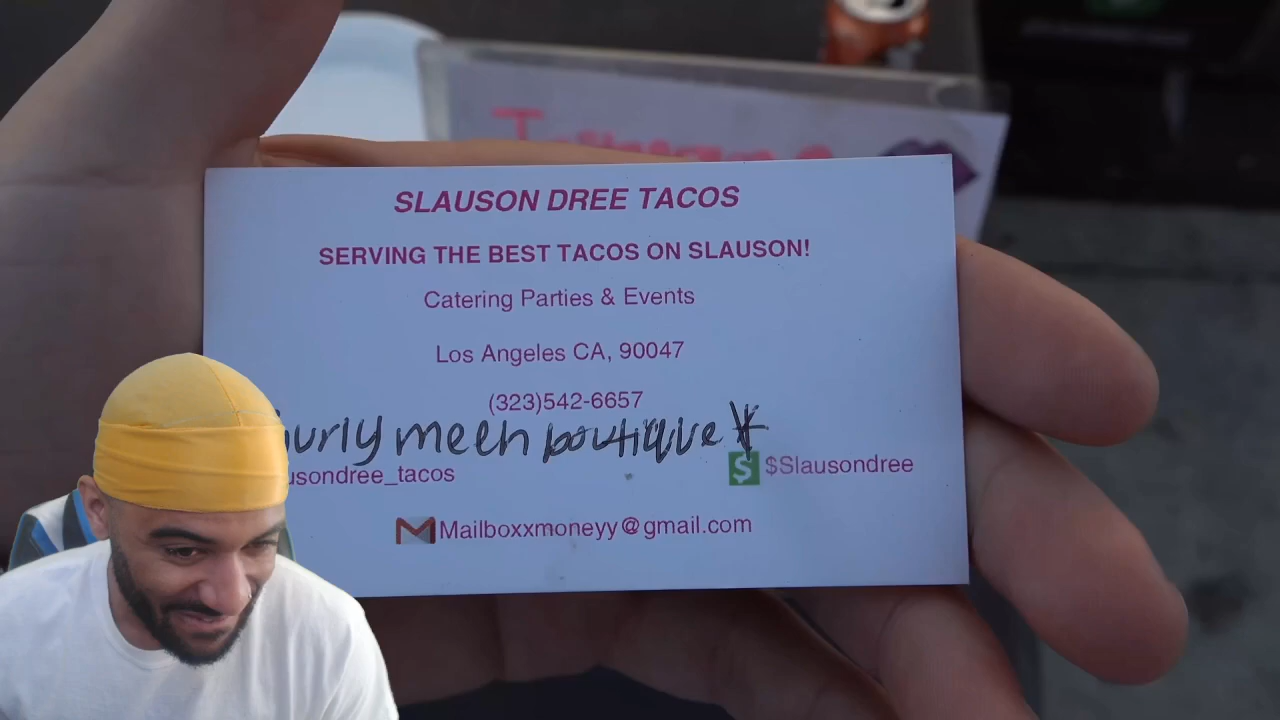 SLAUSON DREE TACOS
SERVING THE BEST TACOS ON SLAUSON!
Catering Parties & Events
Los Angeles CA, 90047
(323)542-6657
boutique
usondree_tacos
$Slausondree
Mailboxxmoneyy@gmail.com